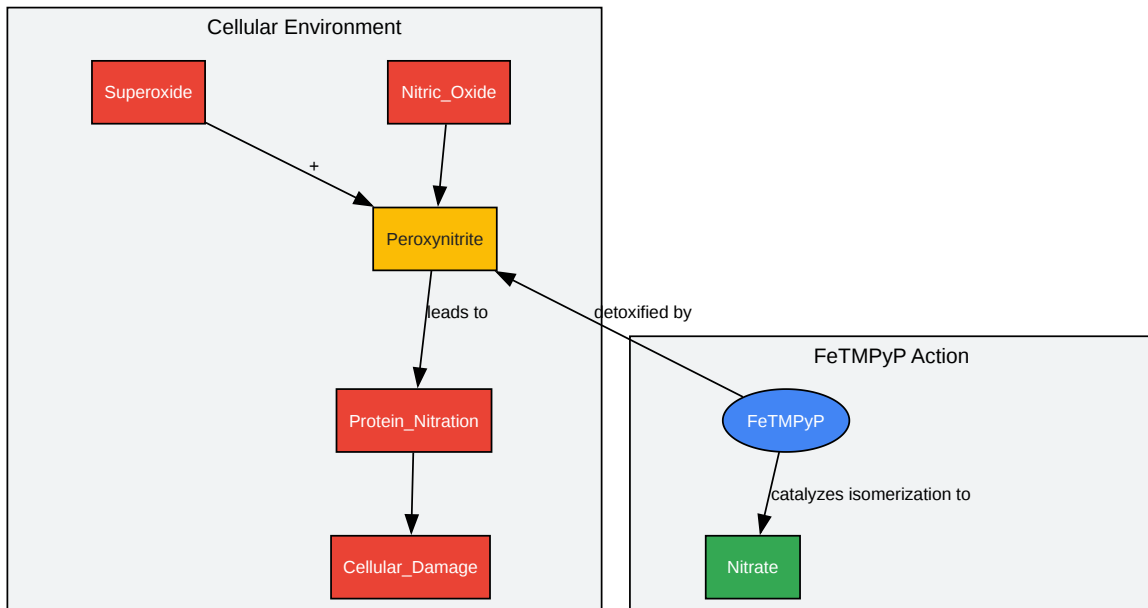 Cellular Environment
Superoxide
Nitric_Oxide
+
Peroxynitrite
leads to
detoxified by
FeTMPyP Action
Protein_Nitration
FeTMPyP
catalyzes isomerization to
Cellular_Damage
Nitrate